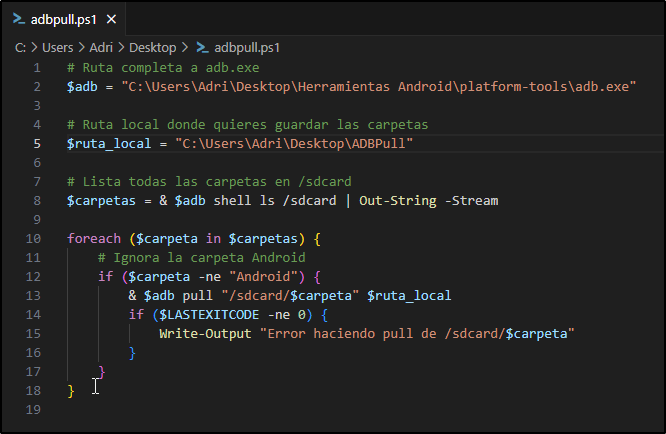 adbpull.ps1
C: > Users > Adri > Desktop > adbpull.ps1
1 # Ruta completa a adb.exe
2 $adb = "C:\Users\Adri\Desktop\Herramientas Android\platform-tools\adb.exe"
3
4 # Ruta local donde quieres guardar las carpetas
5 $ruta_local = "C:\Users\Adri\Desktop\ADBPull"
6
7 # Lista todas las carpetas en /sdcard
8 $carpetas = & $adb shell ls /sdcard | Out-String -Stream
9
10 foreach ($carpeta in $carpetas) {
11     # Ignora la carpeta Android
12     if ($carpeta -ne "Android") {
13         & $adb pull "/sdcard/$carpeta" $ruta_local
14         if ($LASTEXITCODE -ne 0) {
15             Write-Output "Error haciendo pull de /sdcard/$carpeta"
16         }
17     }
18 }
19